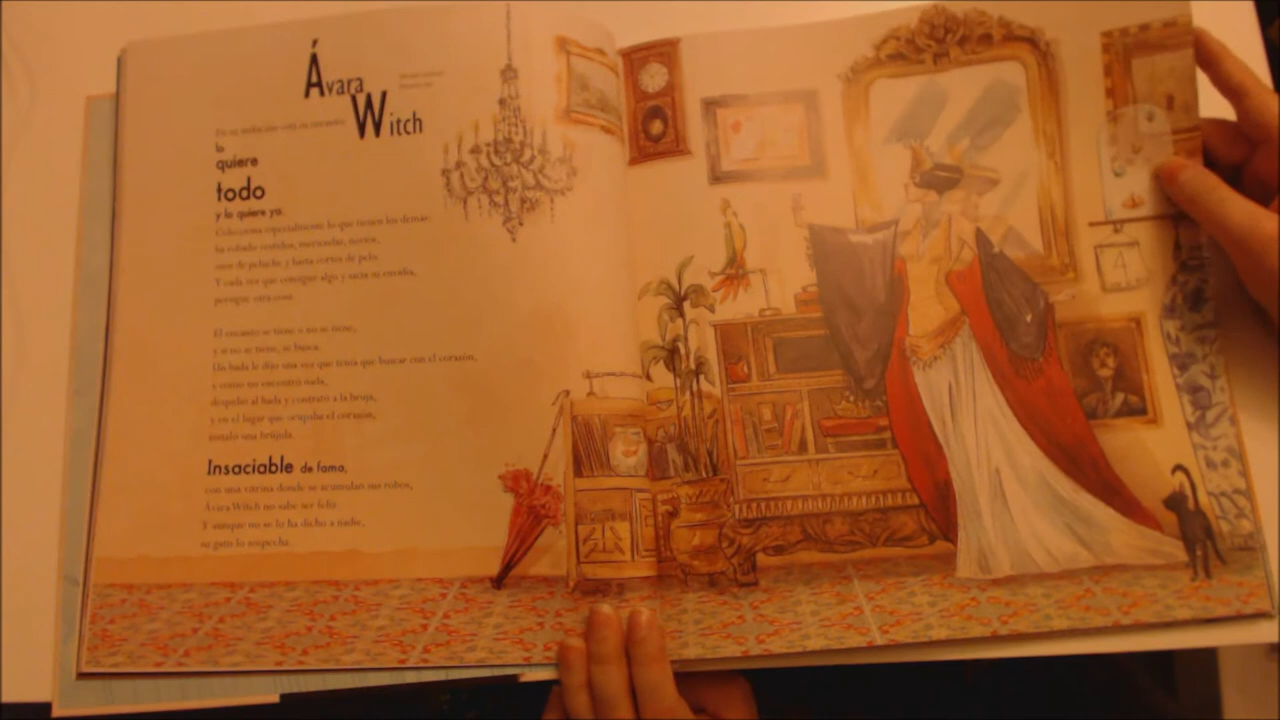 Ávara
Witch
lo
quiere
todo
y lo quiere ya.
Colecciona especialmente lo que tienen los demás:
ha robado vestidos, mascotas, novios,
osos de peluche y hasta cortes de pelo.
Y cada vez que consigue algo y sacia su envidia,
persigue otra cosa.
El encanto se tiene o no se tiene,
y si no se tiene, se busca.
Un hada le dijo una vez que tenía que buscar con el corazón,
y como no encontró nada,
despidió al hada y contrató a la bruja,
y en el lugar que ocupaba el corazón,
instaló una brújula.
Insaciable de fama,
con una vitrina donde se acumulan sus robos,
Ávara Witch no sabe ser feliz.
Y aunque no se lo ha dicho a nadie,
su gato lo sospecha.
A